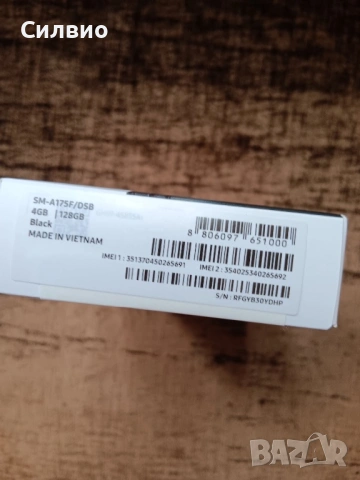 Силвио
SM-A175F/DSB
4GB | 128GB
Black
MADE IN VIETNAM
8 806097 651000
IMEI 1 : 351370450265691
IMEI 2 : 354025340265692
S/N : RFGYB30YDHP
BAZAR